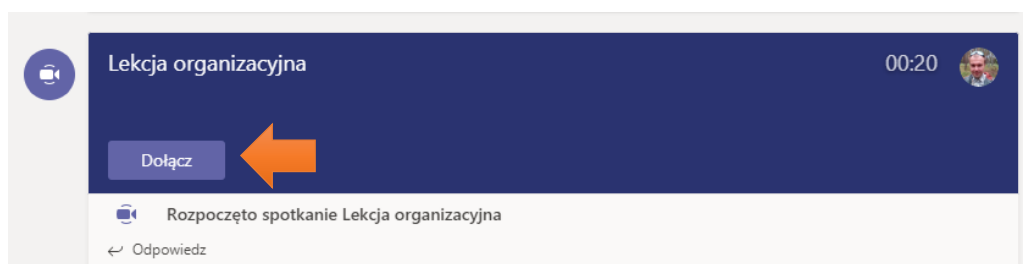 Lekcja organizacyjna 00:20
Dołącz
Rozpoczęto spotkanie Lekcja organizacyjna
Odpowiedz